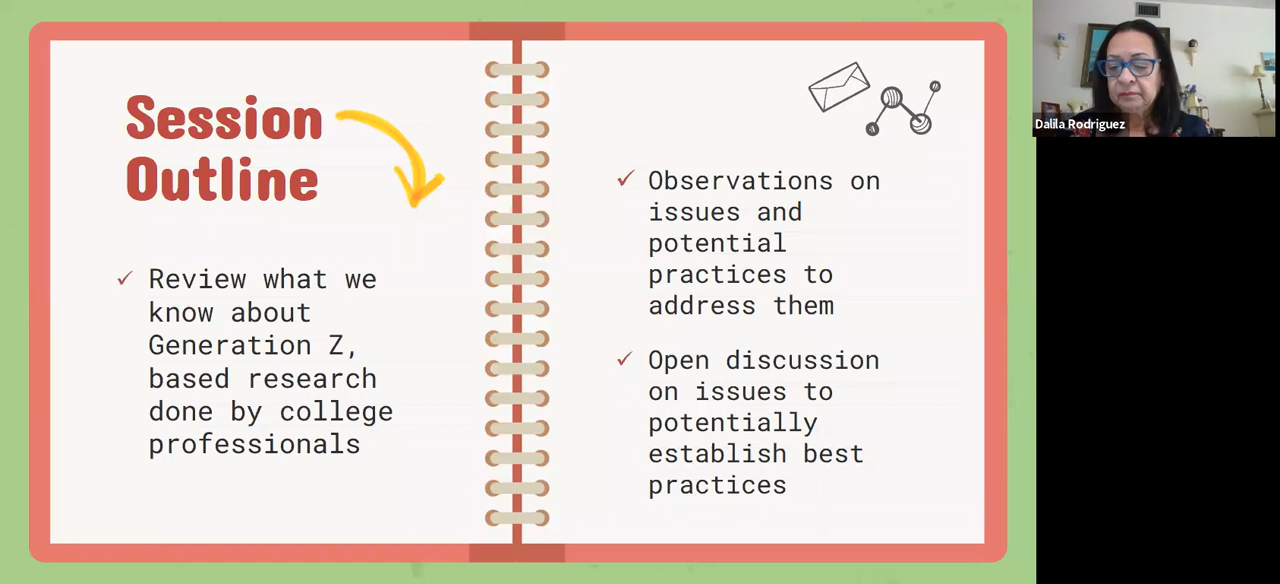 Session
Outline
Review what we
know about
Generation Z,
based research
done by college
professionals
Observations on
issues and
potential
practices to
address them
Open discussion
on issues to
potentially
establish best
practices
Dalila Rodriguez